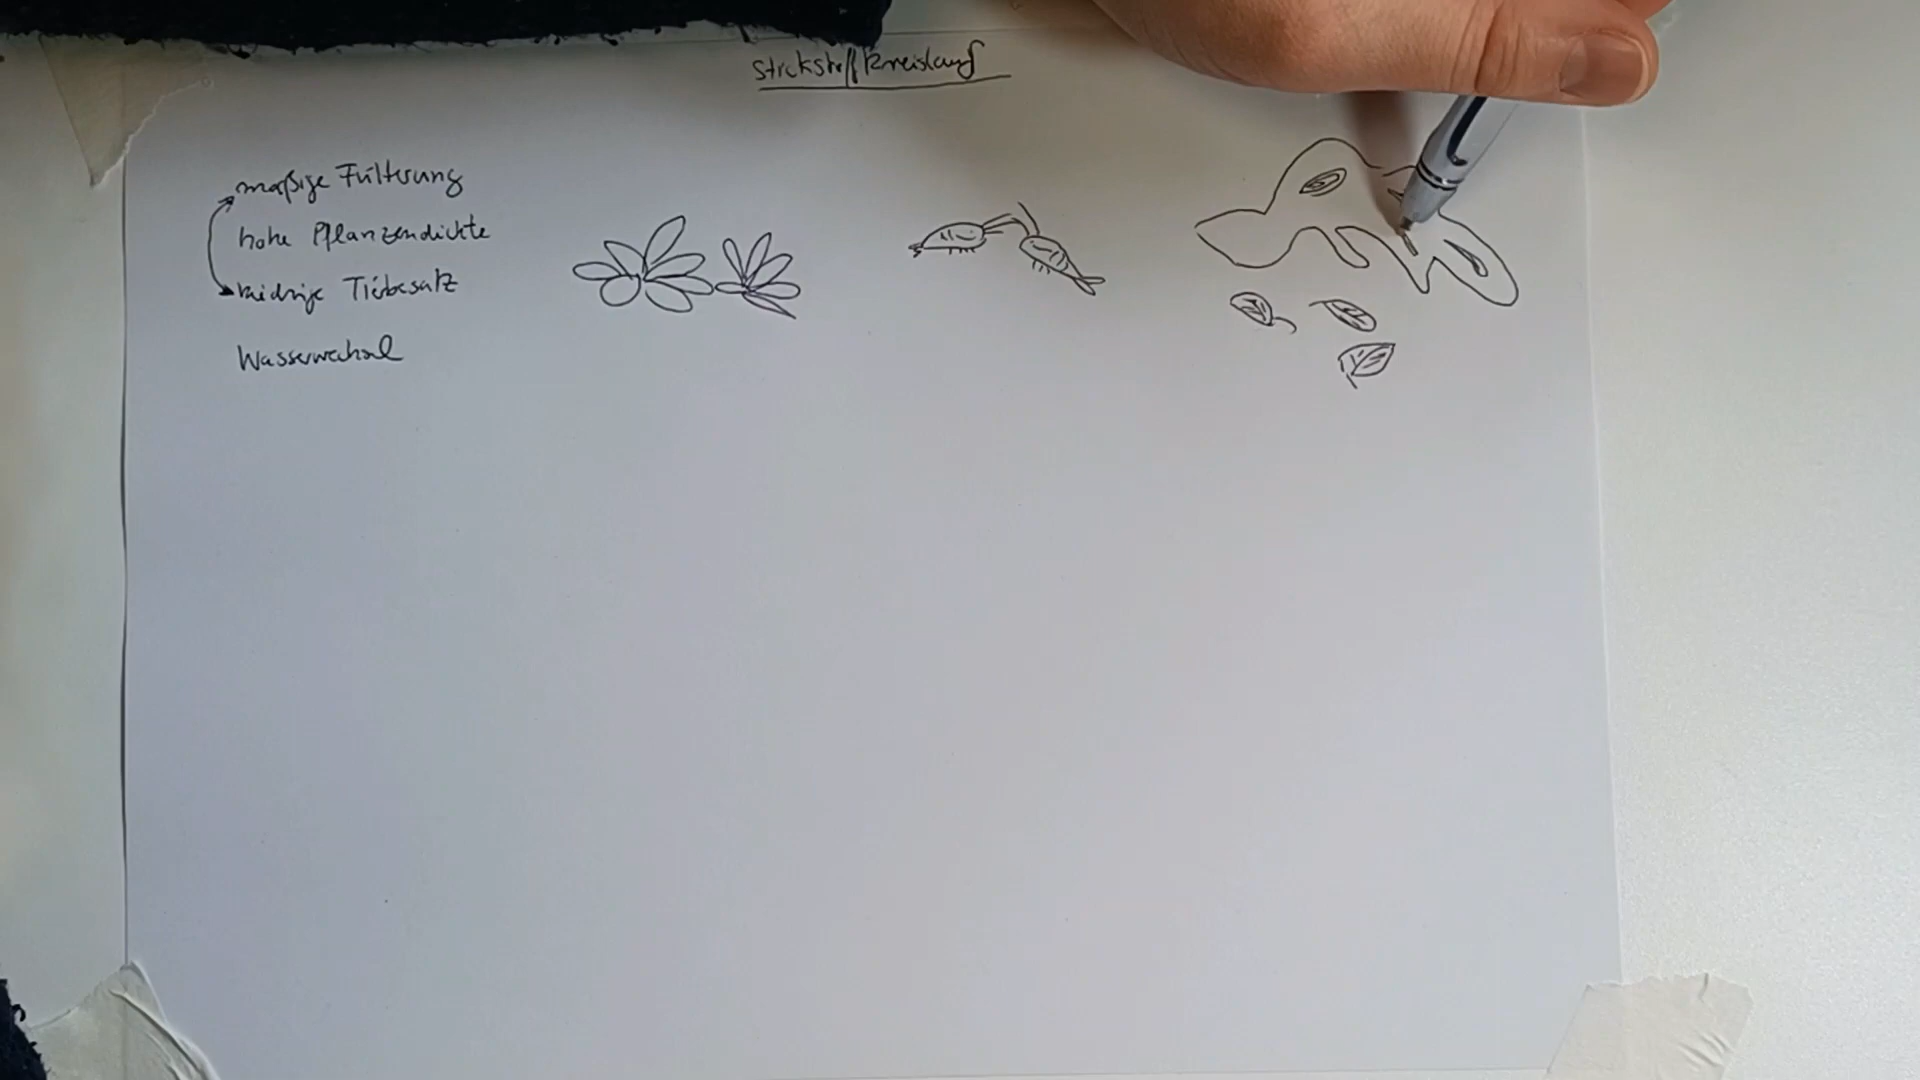 Stickstoffkreislauf
mäßige Fütterung
hohe Pflanzendichte
niedrige Tierbesatz
Wasserwechsel